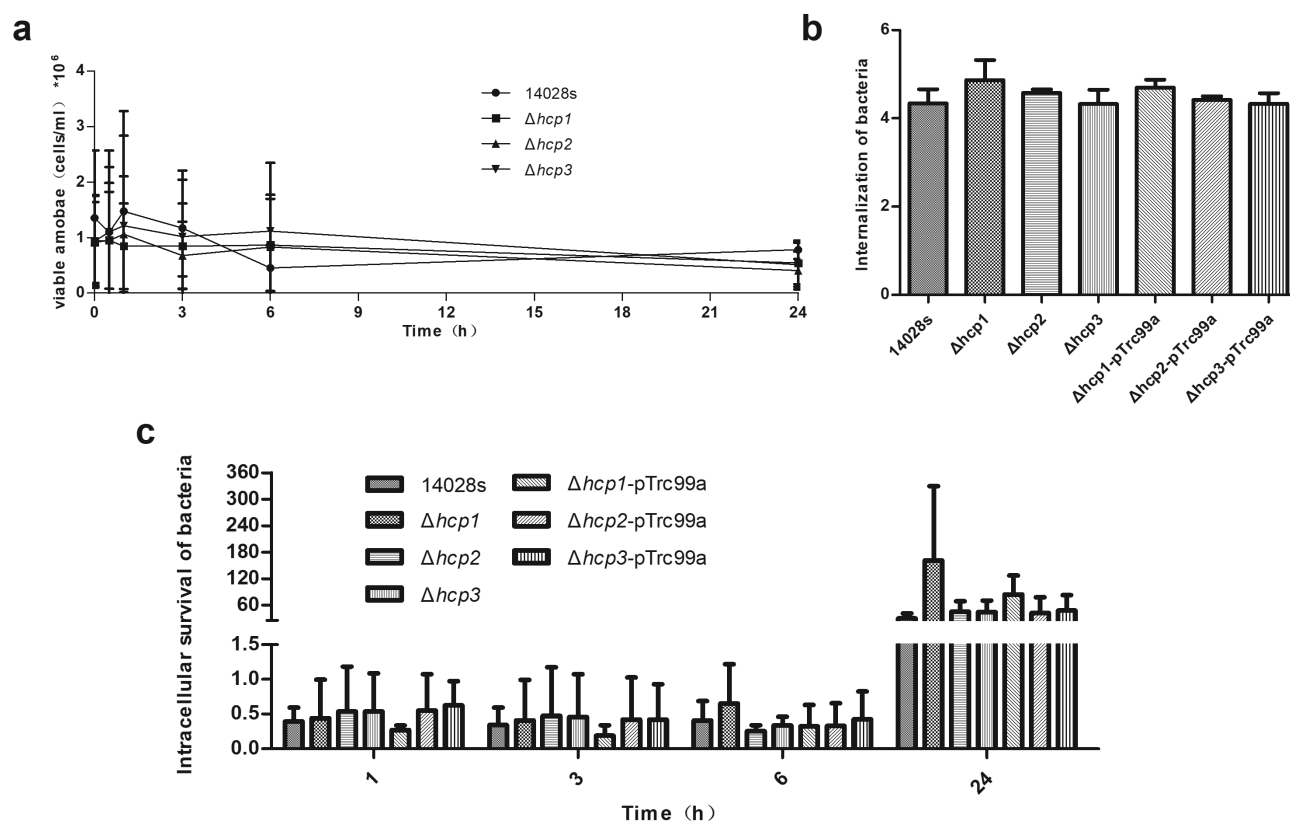 a
viable amobae (cells/ml) *10⁶
4
3
2
1
0
0 3 6 9 12 15 18 21 24
Time (h)
14028s
Δhcp1
Δhcp2
Δhcp3
b
Internalization of bacteria
6
4
2
0
14028s
Δhcp1
Δhcp2
Δhcp3
Δhcp1-pTrc99a
Δhcp2-pTrc99a
Δhcp3-pTrc99a
c
Intracellular survival of bacteria
360
300
240
180
120
60
1.5
1.0
0.5
0.0
14028s
Δhcp1
Δhcp2
Δhcp3
Δhcp1-pTrc99a
Δhcp2-pTrc99a
Δhcp3-pTrc99a
1 3 6 24
Time (h)